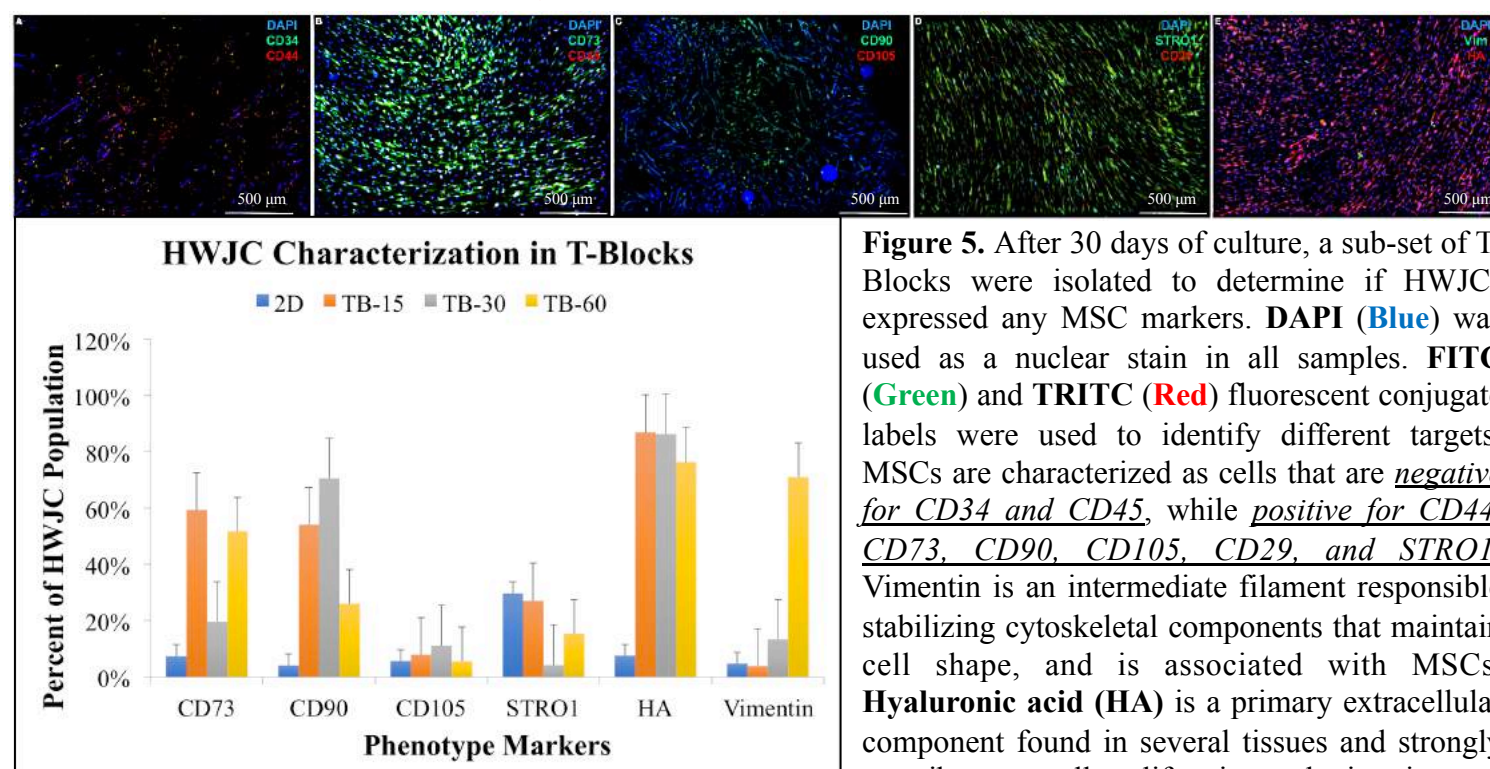 A
DAPI
CD34
CD44
500 μm
B
DAPI
CD73
500 μm
C
DAPI
CD90
CD105
500 μm
D
DAPI
STRO1
500 μm
E
DAPI
Vim
HA
500 μm
HWJC Characterization in T-Blocks
2D TB-15 TB-30 TB-60
Percent of HWJC Population
120%
100%
80%
60%
40%
20%
0%
CD73 CD90 CD105 STRO1 HA Vimentin
Phenotype Markers
Figure 5. After 30 days of culture, a sub-set of T
Blocks were isolated to determine if HWJC
expressed any MSC markers. DAPI (Blue) wa
used as a nuclear stain in all samples. FITC
(Green) and TRITC (Red) fluorescent conjugat
labels were used to identify different targets
MSCs are characterized as cells that are negative
for CD34 and CD45, while positive for CD44
CD73, CD90, CD105, CD29, and STRO1
Vimentin is an intermediate filament responsible
stabilizing cytoskeletal components that maintain
cell shape, and is associated with MSCs
Hyaluronic acid (HA) is a primary extracellula
component found in several tissues and strongly